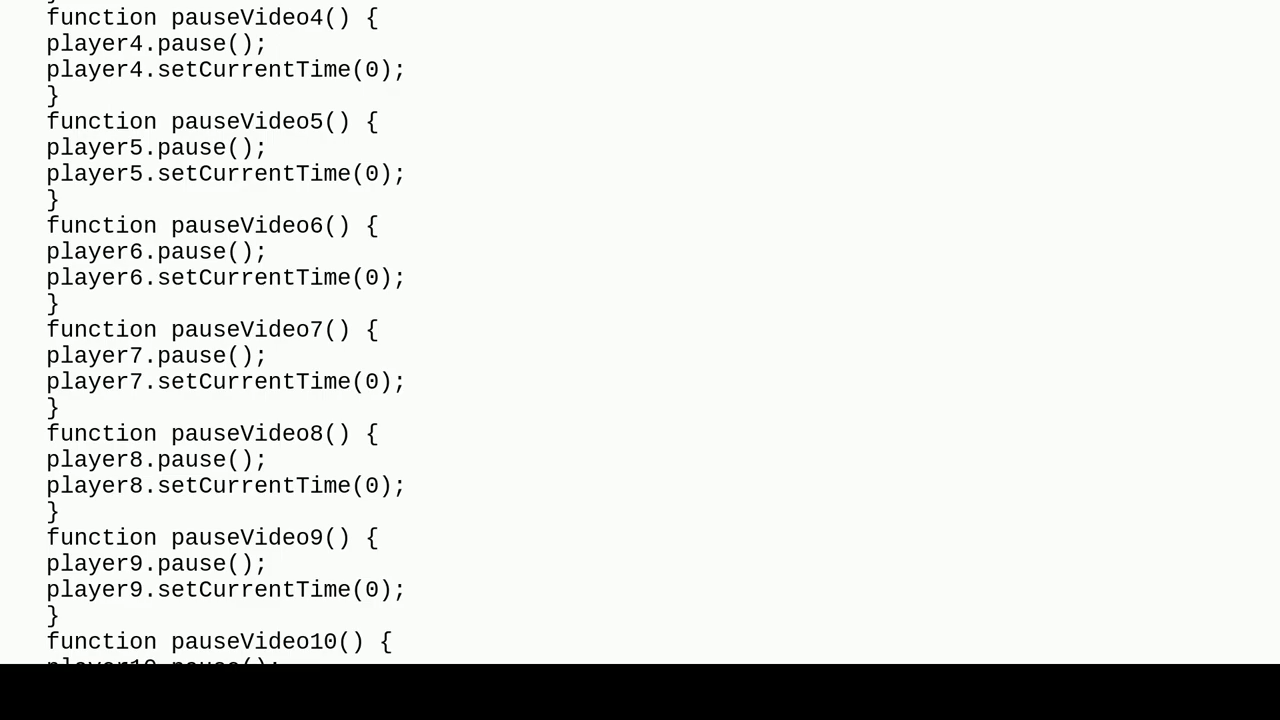 function pauseVideo4() {
player4.pause();
player4.setCurrentTime(0);
}
function pauseVideo5() {
player5.pause();
player5.setCurrentTime(0);
}
function pauseVideo6() {
player6.pause();
player6.setCurrentTime(0);
}
function pauseVideo7() {
player7.pause();
player7.setCurrentTime(0);
}
function pauseVideo8() {
player8.pause();
player8.setCurrentTime(0);
}
function pauseVideo9() {
player9.pause();
player9.setCurrentTime(0);
}
function pauseVideo10() {
player10.pause();